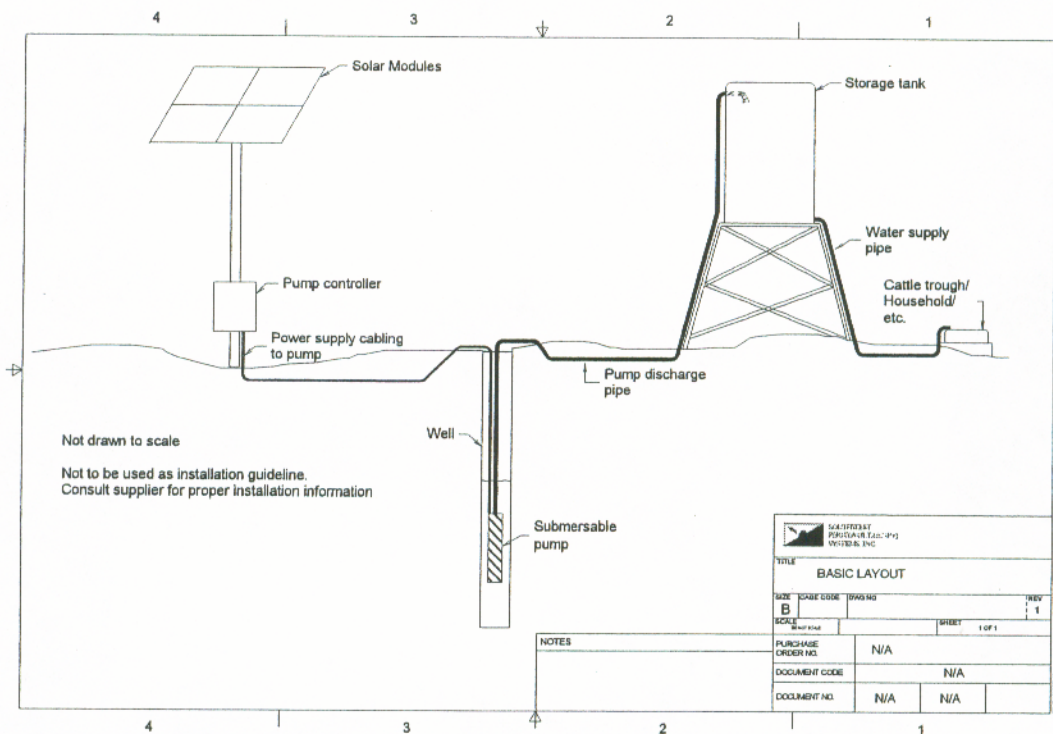 4 3 2 1
Solar Modules
Storage tank
Pump controller
Water supply
pipe
Cattle trough/
Household/
etc.
Power supply cabling
to pump
Pump discharge
pipe
Well
Not drawn to scale
Not to be used as installation guideline.
Consult supplier for proper installation information
Submersable
pump
SYSTEMS, INC.
TITLE
BASIC LAYOUT
SIZE CAGE CODE DWG NO REV
B 1
SCALE SHEET 1 OF 1
NOTES
PURCHASE
ORDER NO. N/A
DOCUMENT CODE N/A
DOCUMENT NO. N/A N/A
4 3 2 1